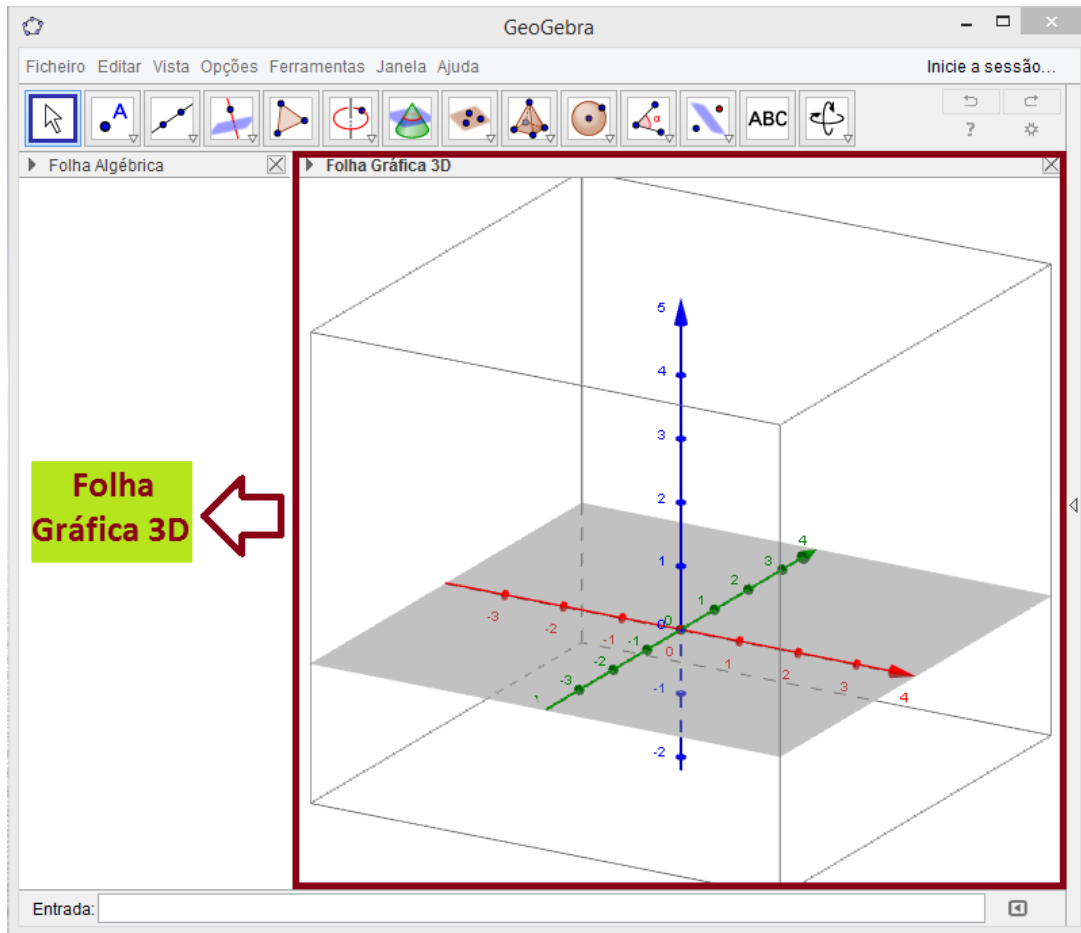 GeoGebra
Ficheiro Editar Vista Opções Ferramentas Janela Ajuda
Inicie a sessão...
A
α
ABC
?
Folha Algébrica
Folha Gráfica 3D
Folha
Gráfica 3D
5
4
3
2
1
0
-1
-2
-3
-2
-1
0
1
2
3
4
-3
-2
-1
0
1
2
3
4
Entrada: